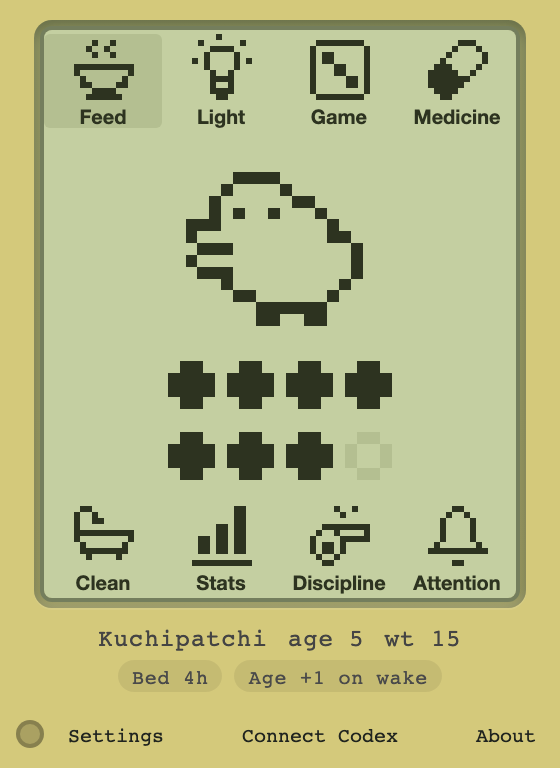 Feed Light Game Medicine
Clean Stats Discipline Attention
Kuchipatchi age 5 wt 15
Bed 4h Age +1 on wake
Settings Connect Codex About